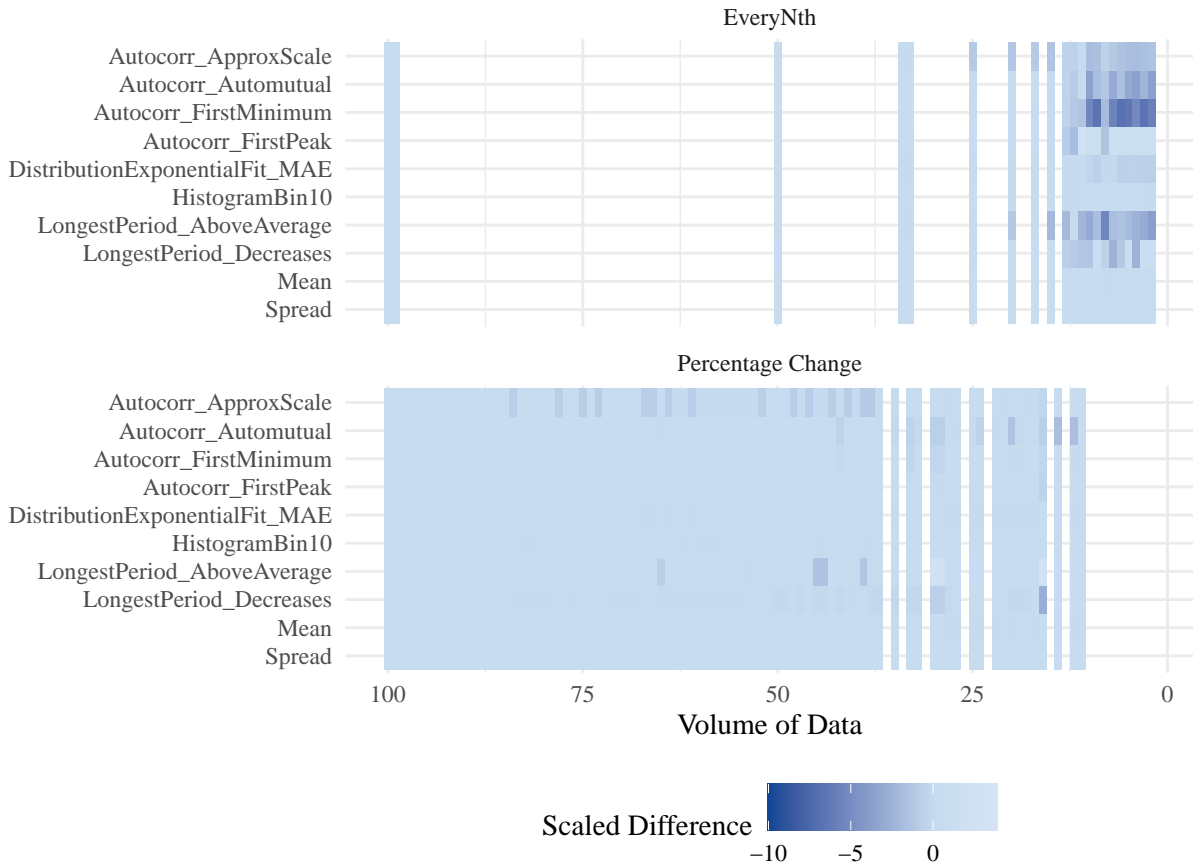 EveryNth
Autocorr_ApproxScale
Autocorr_Automutual
Autocorr_FirstMinimum
Autocorr_FirstPeak
DistributionExponentialFit_MAE
HistogramBin10
LongestPeriod_AboveAverage
LongestPeriod_Decreases
Mean
Spread
Percentage Change
Autocorr_ApproxScale
Autocorr_Automutual
Autocorr_FirstMinimum
Autocorr_FirstPeak
DistributionExponentialFit_MAE
HistogramBin10
LongestPeriod_AboveAverage
LongestPeriod_Decreases
Mean
Spread
100 75 50 25 0
Volume of Data
Scaled Difference
−10 −5 0